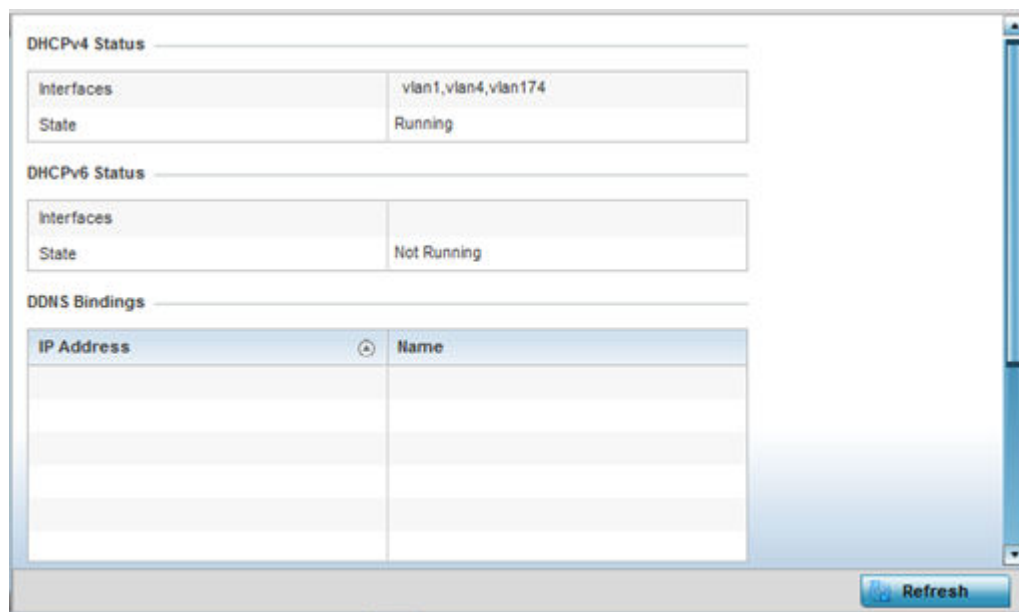 DHCPv4 Status
Interfaces vlan1,vlan4,vlan174
State Running
DHCPv6 Status
Interfaces
State Not Running
DDNS Bindings
IP Address Name
Refresh